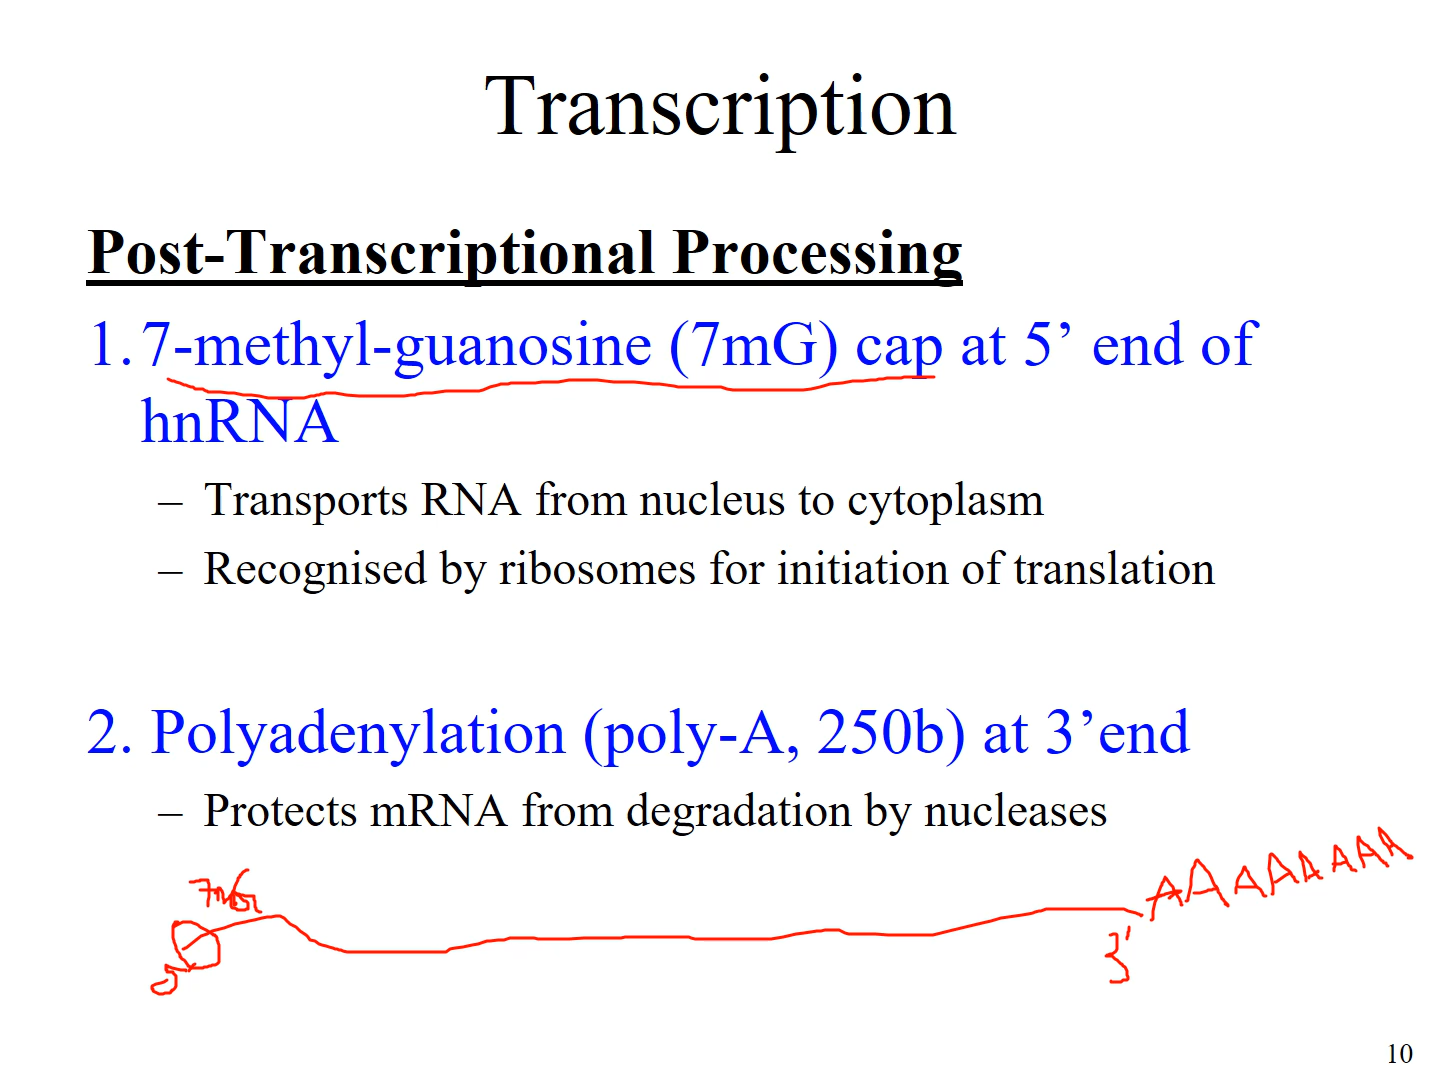 Transcription
Post-Transcriptional Processing
1. 7-methyl-guanosine (7mG) cap at 5’ end of
hnRNA
– Transports RNA from nucleus to cytoplasm
– Recognised by ribosomes for initiation of translation
2. Polyadenylation (poly-A, 250b) at 3’end
– Protects mRNA from degradation by nucleases
7mG
AAAAAAAAA
5
3'
10